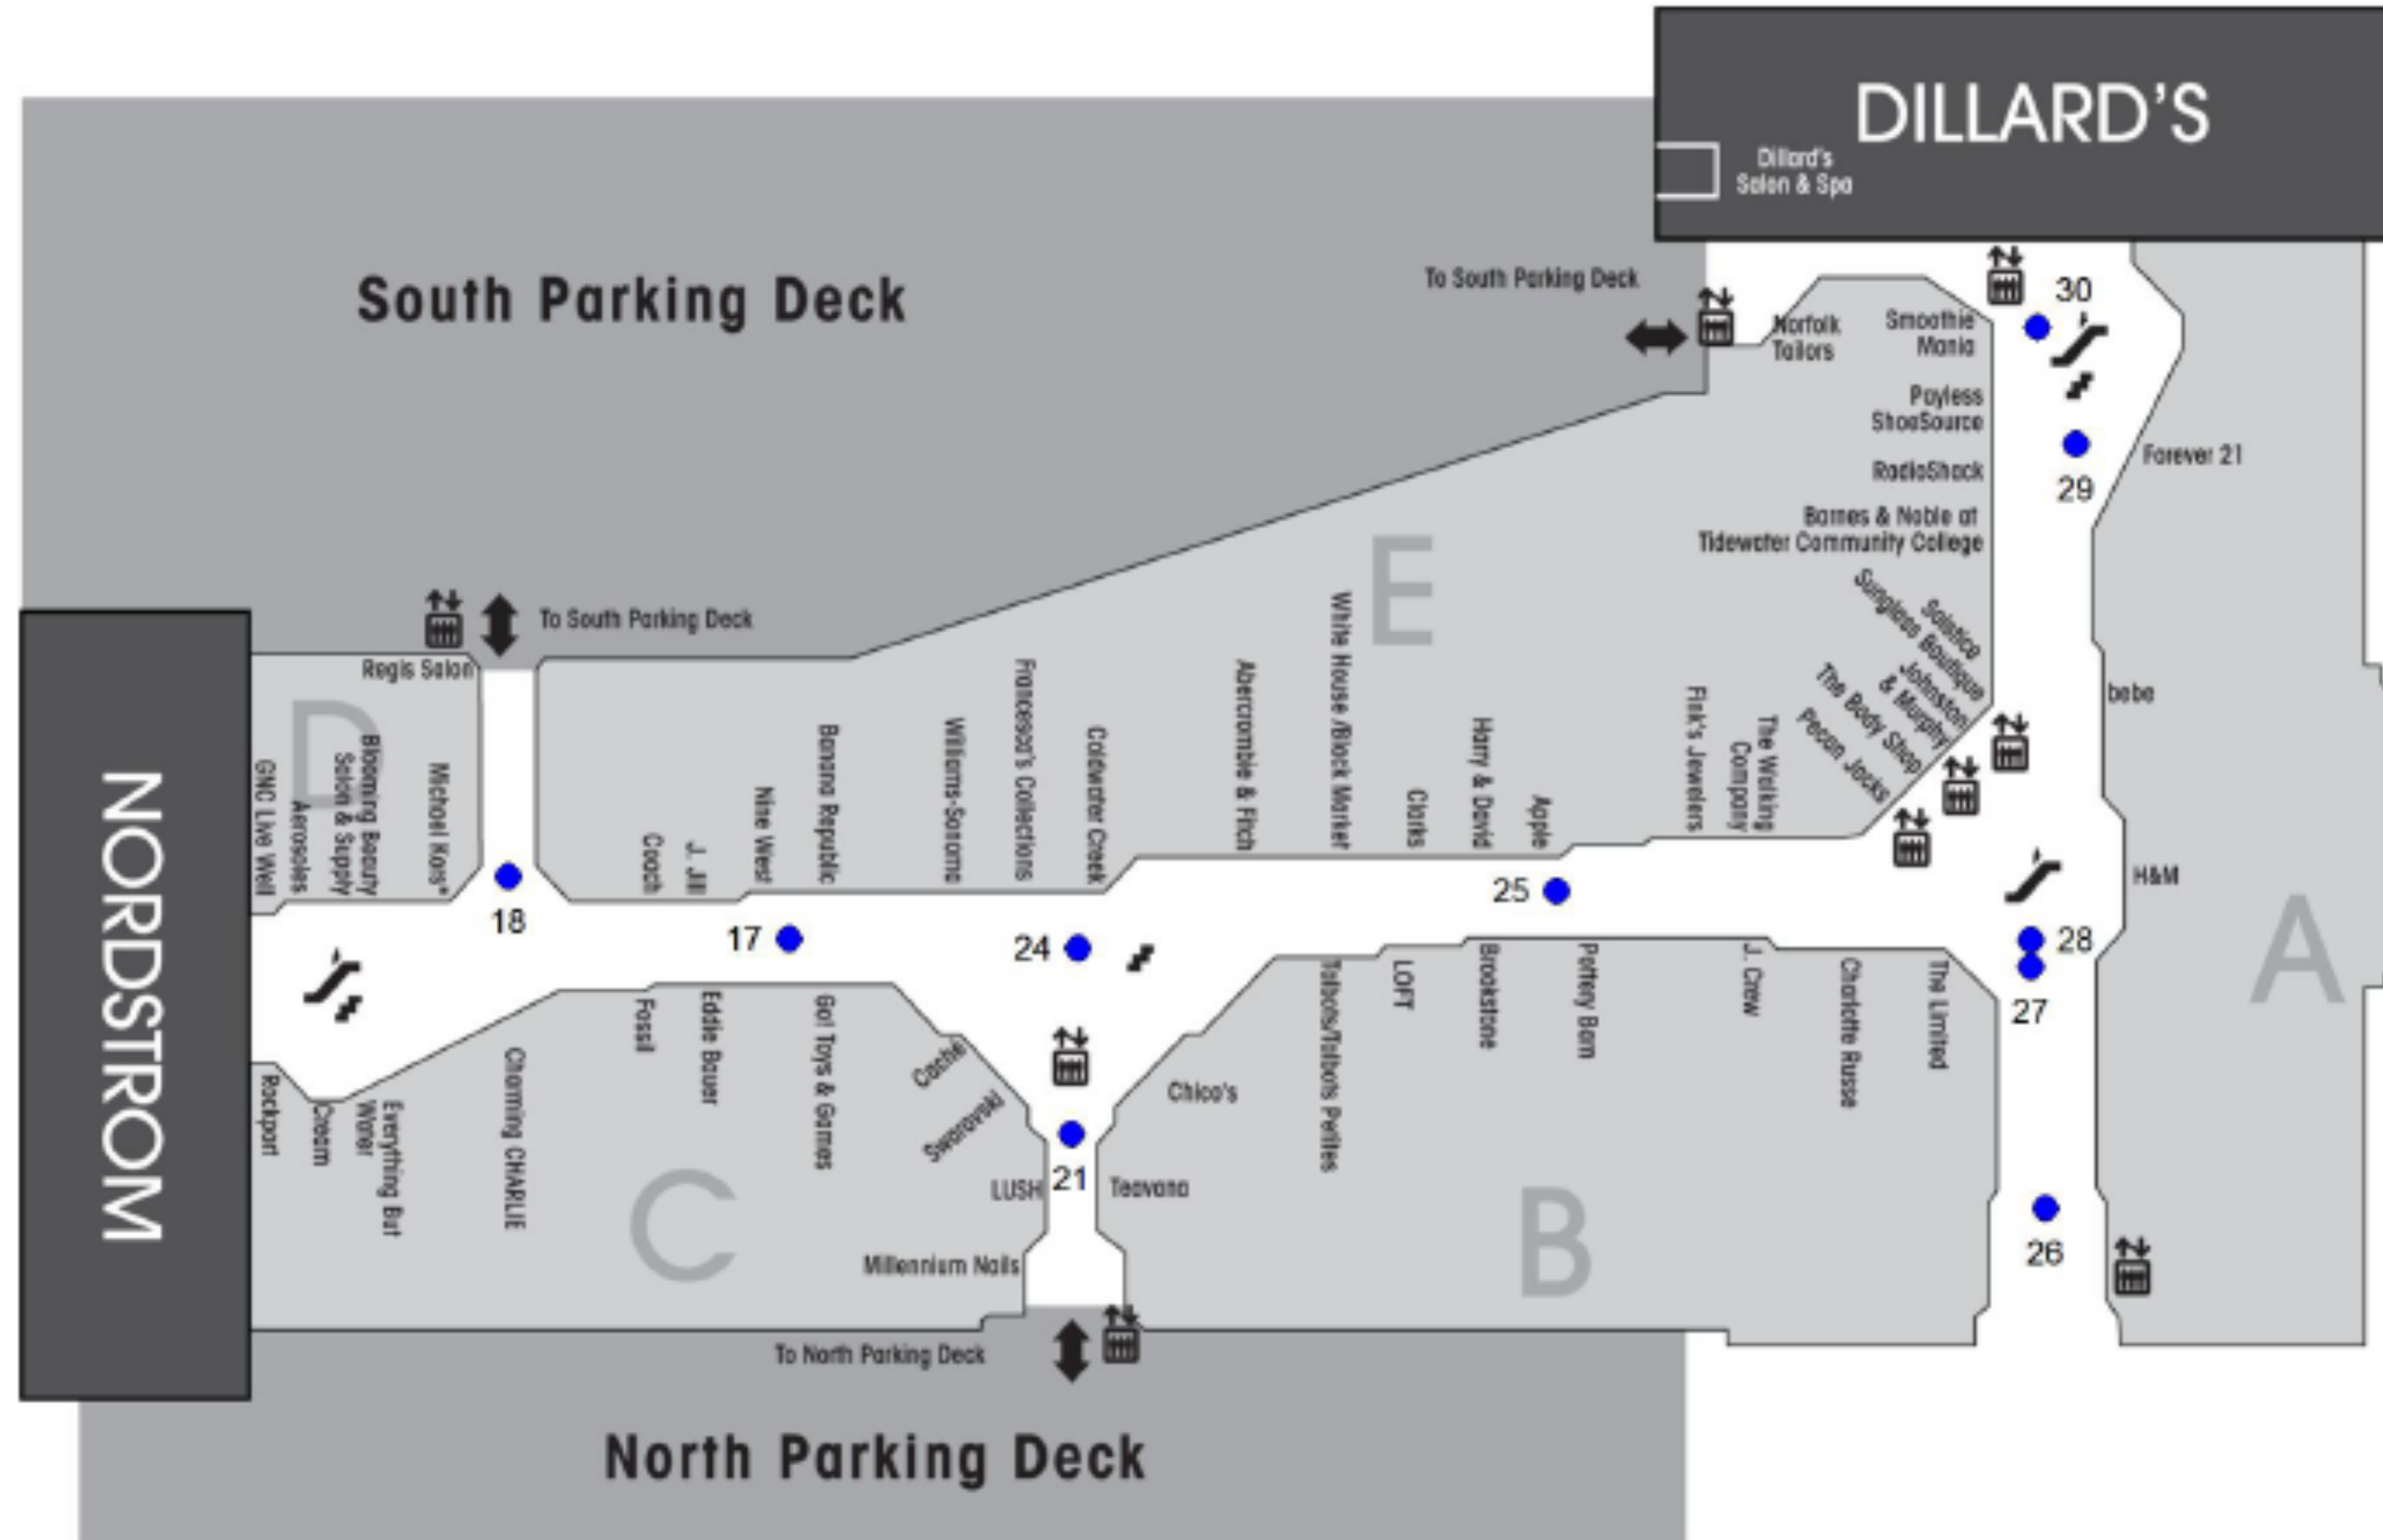 DILLARD'S
Dillard's
Salon & Spa
South Parking Deck
To South Parking Deck
30
Norfolk
Tailors
Smoothie
Mania
Payless
ShoeSource
Forever 21
RadioShack
29
Barnes & Noble at
Tidewater Community College
E
Solstice
Sunglass Boutique
Johnston
& Murphy
The Body Shop
Pecan Jacks
bebe
To South Parking Deck
Regis Salon
D
GNC Live Well
Aerosoles
Blooming Beauty
Salon & Supply
Michael Kors*
Coach
J. Jill
Nine West
Banana Republic
Williams-Sonoma
Francesca's Collections
Coldwater Creek
Abercrombie & Fitch
White House /Black Market
Clarks
Harry & David
Apple
Fink's Jewelers
The Walking
Company
H&M
A
NORDSTROM
18
17
24
25
28
27
Rockport
Cream
Everything But
Water
Charming CHARLIE
Fossil
Eddie Bauer
Go! Toys & Games
Cache
Swarovski
Chico's
Talbots/Talbots Petites
LOFT
Brookstone
Pottery Barn
J. Crew
Charlotte Russe
The Limited
C
LUSH
21
Teavana
B
26
Millennium Nails
To North Parking Deck
North Parking Deck